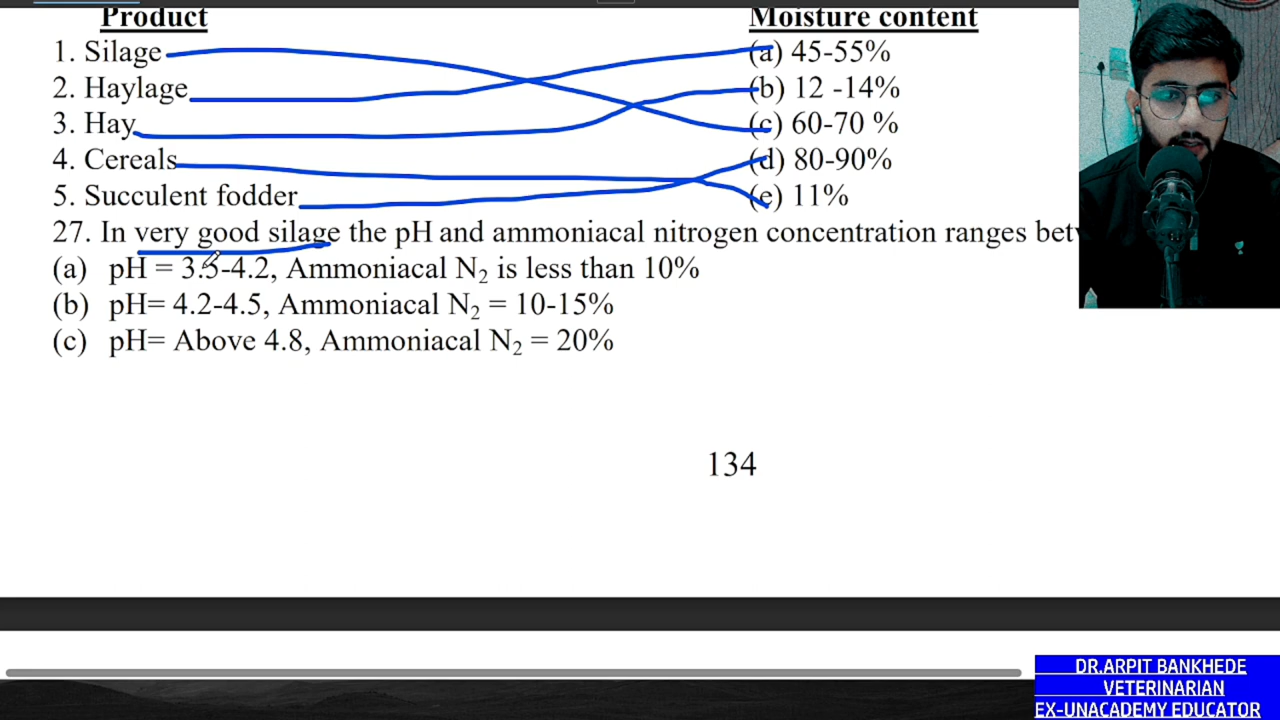 Product Moisture content
1. Silage (a) 45-55%
2. Haylage (b) 12 -14%
3. Hay (c) 60-70 %
4. Cereals (d) 80-90%
5. Succulent fodder (e) 11%
27. In very good silage the pH and ammoniacal nitrogen concentration ranges
(a) pH = 3.5-4.2, Ammoniacal N₂ is less than 10%
(b) pH= 4.2-4.5, Ammoniacal N₂ = 10-15%
(c) pH= Above 4.8, Ammoniacal N₂ = 20%
134
DR.ARPIT BANKHEDE
VETERINARIAN
EX-UNACADEMY EDUCATOR